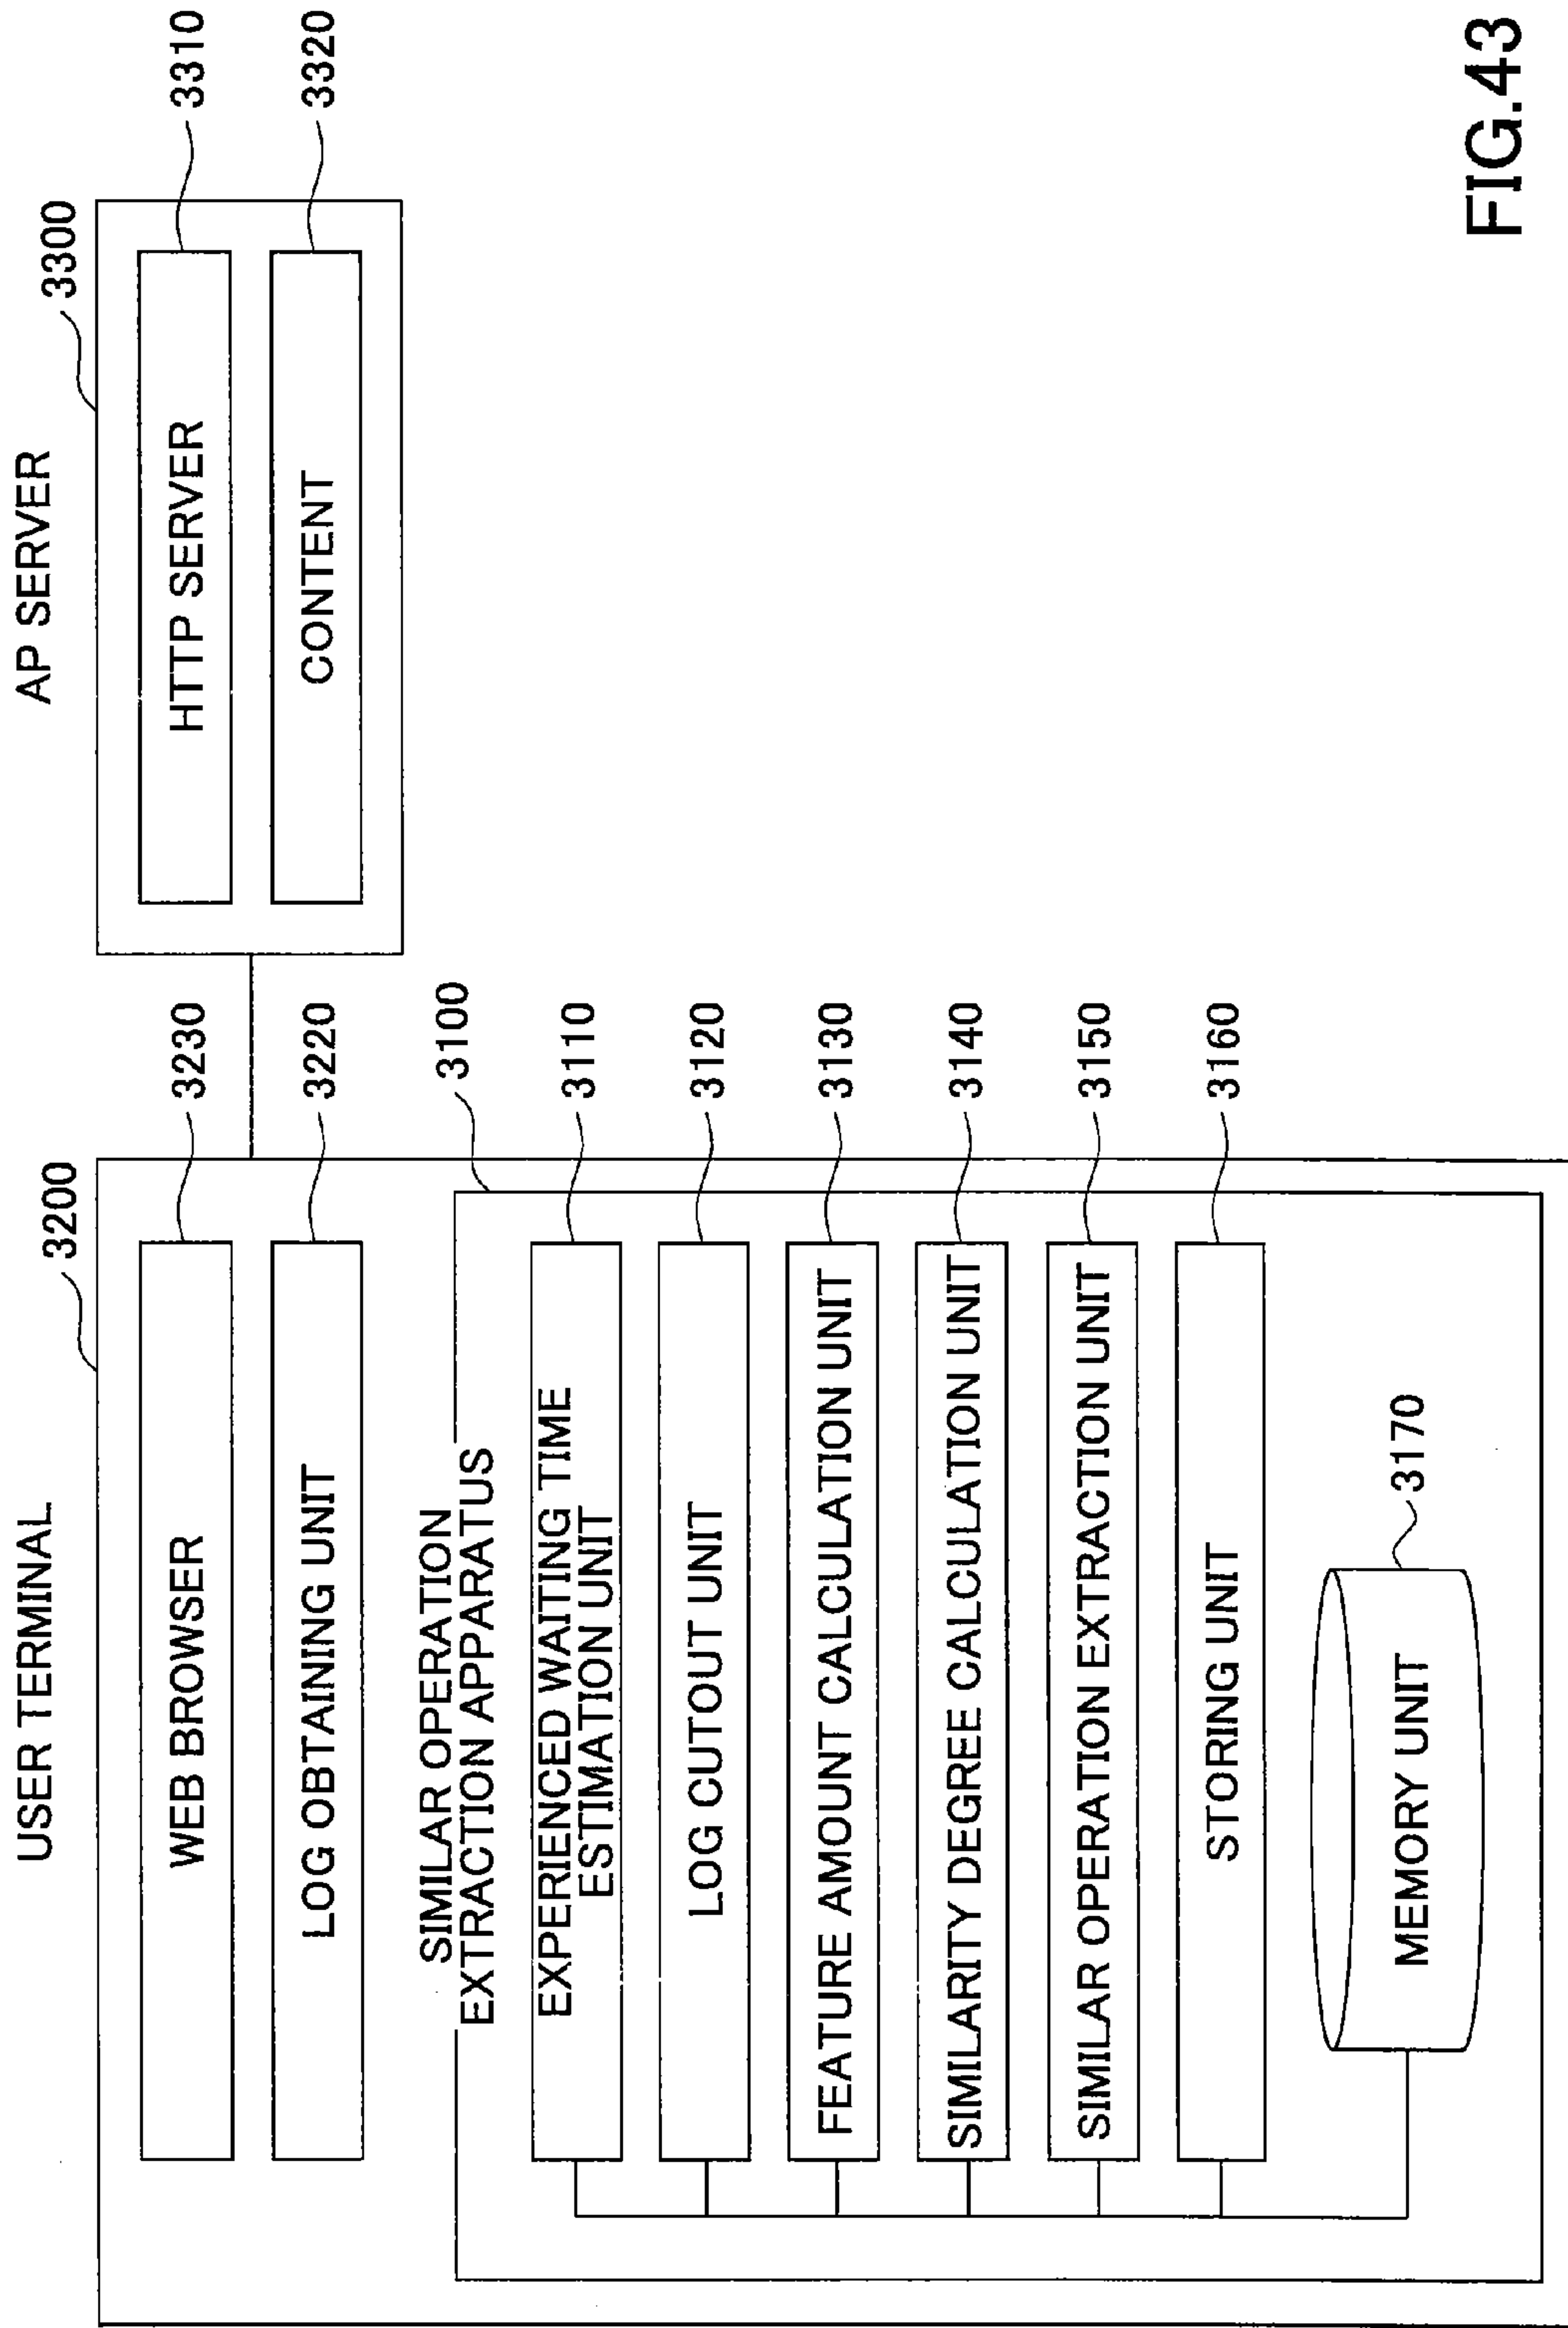 USER TERMINAL
3200
WEB BROWSER
3230
LOG OBTAINING UNIT
3220
SIMILAR OPERATION
EXTRACTION APPARATUS
3100
EXPERIENCED WAITING TIME
ESTIMATION UNIT
3110
LOG CUTOUT UNIT
3120
FEATURE AMOUNT CALCULATION UNIT
3130
SIMILARITY DEGREE CALCULATION UNIT
3140
SIMILAR OPERATION EXTRACTION UNIT
3150
STORING UNIT
3160
MEMORY UNIT
3170
AP SERVER
3300
HTTP SERVER
3310
CONTENT
3320
FIG.43